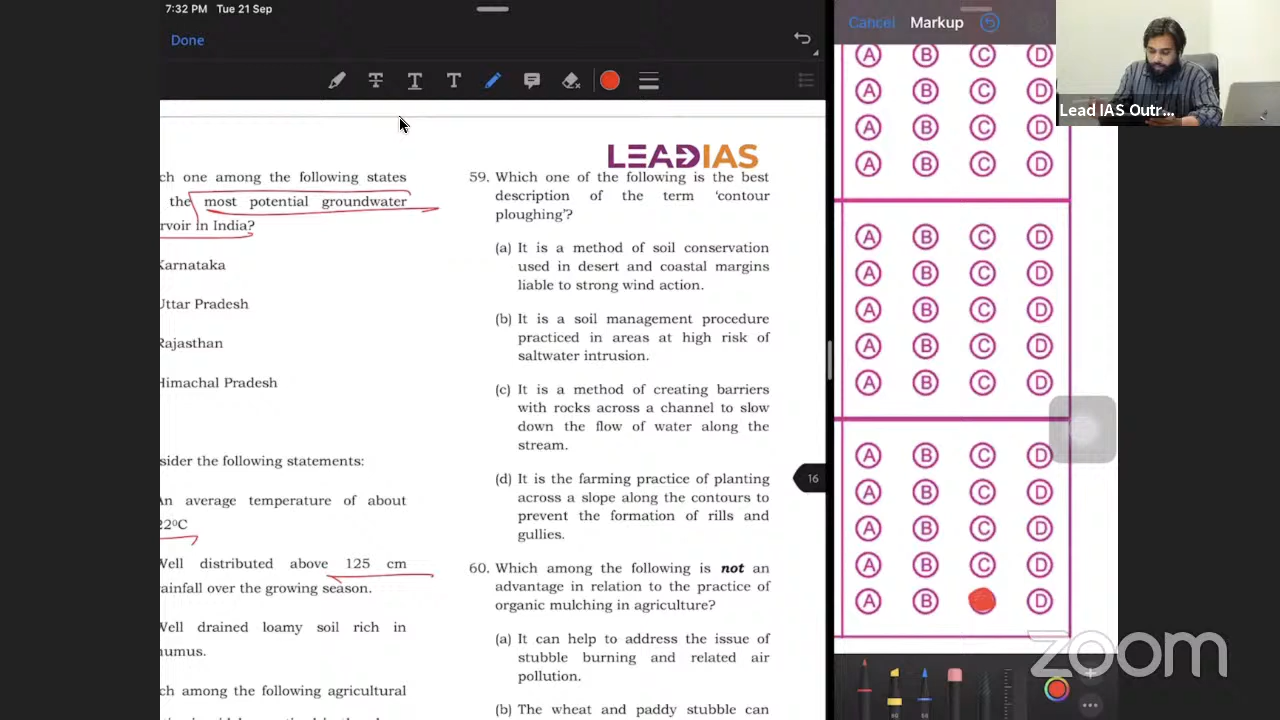 7:32 PM Tue 21 Sep
Done
Cancel Markup
Lead IAS Outr...
LEADIAS
ch one among the following states
the most potential groundwater
rvoir in India?
Karnataka
Uttar Pradesh
Rajasthan
Himachal Pradesh
sider the following statements:
An average temperature of about
22⁰C
Well distributed above 125 cm
rainfall over the growing season.
Well drained loamy soil rich in
humus.
ch among the following agricultural
59. Which one of the following is the best
description of the term ‘contour
ploughing’?
(a) It is a method of soil conservation
used in desert and coastal margins
liable to strong wind action.
(b) It is a soil management procedure
practiced in areas at high risk of
saltwater intrusion.
(c) It is a method of creating barriers
with rocks across a channel to slow
down the flow of water along the
stream.
(d) It is the farming practice of planting
across a slope along the contours to
prevent the formation of rills and
gullies.
60. Which among the following is not an
advantage in relation to the practice of
organic mulching in agriculture?
(a) It can help to address the issue of
stubble burning and related air
pollution.
(b) The wheat and paddy stubble can
16
A B C D
A B C D
A B C D
A B C D
A B C D
A B C D
A B C D
A B C D
A B C D
A B C D
A B C D
A B C D
A B C D
A B D
zoom